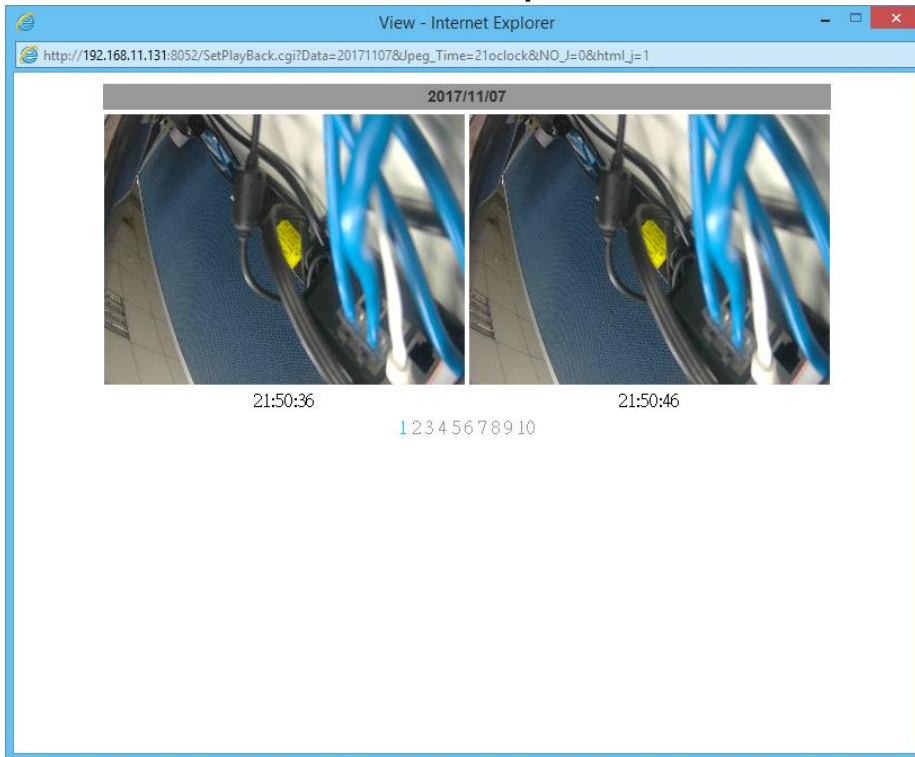 View - Internet Explorer
http://192.168.11.131:8052/SetPlayBack.cgi?Data=20171107&Jpeg_Time=21oclock&NO_J=0&html_j=1
2017/11/07
21:50:36 21:50:46
1 2 3 4 5 6 7 8 9 10